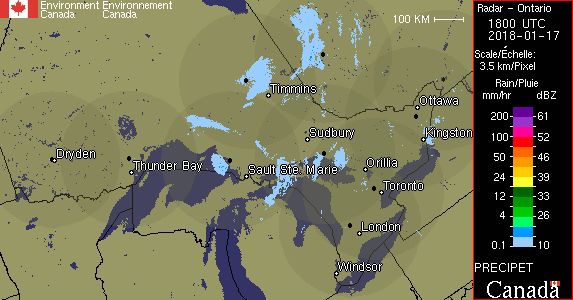 Environment Environnement
Canada Canada
Radar - Ontario
1800 UTC
2018-01-17
Scale/Échelle:
3.5 km/Pixel
Rain/Pluie
mm/hr dBZ
200 61
100 52
50 46
24 39
12 33
4 26
0.1 10
PRECIPET
Canada
100 KM
Timmins
Ottawa
Sudbury
Kingston
Dryden
Thunder Bay
Sault Ste. Marie
Orillia
Toronto
London
Windsor